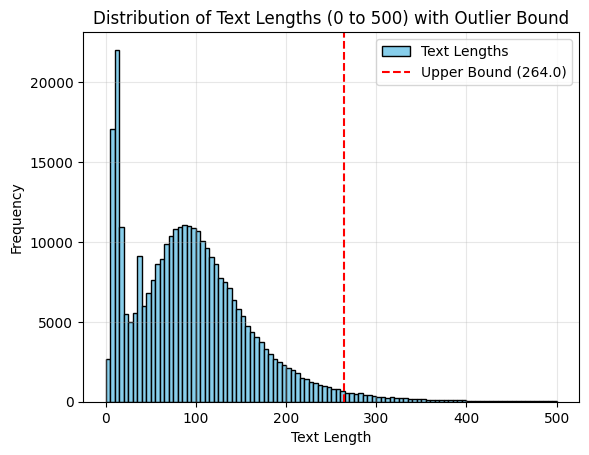 Distribution of Text Lengths (0 to 500) with Outlier Bound
Text Lengths
Upper Bound (264.0)
Frequency
20000
15000
10000
5000
0
0 100 200 300 400 500
Text Length